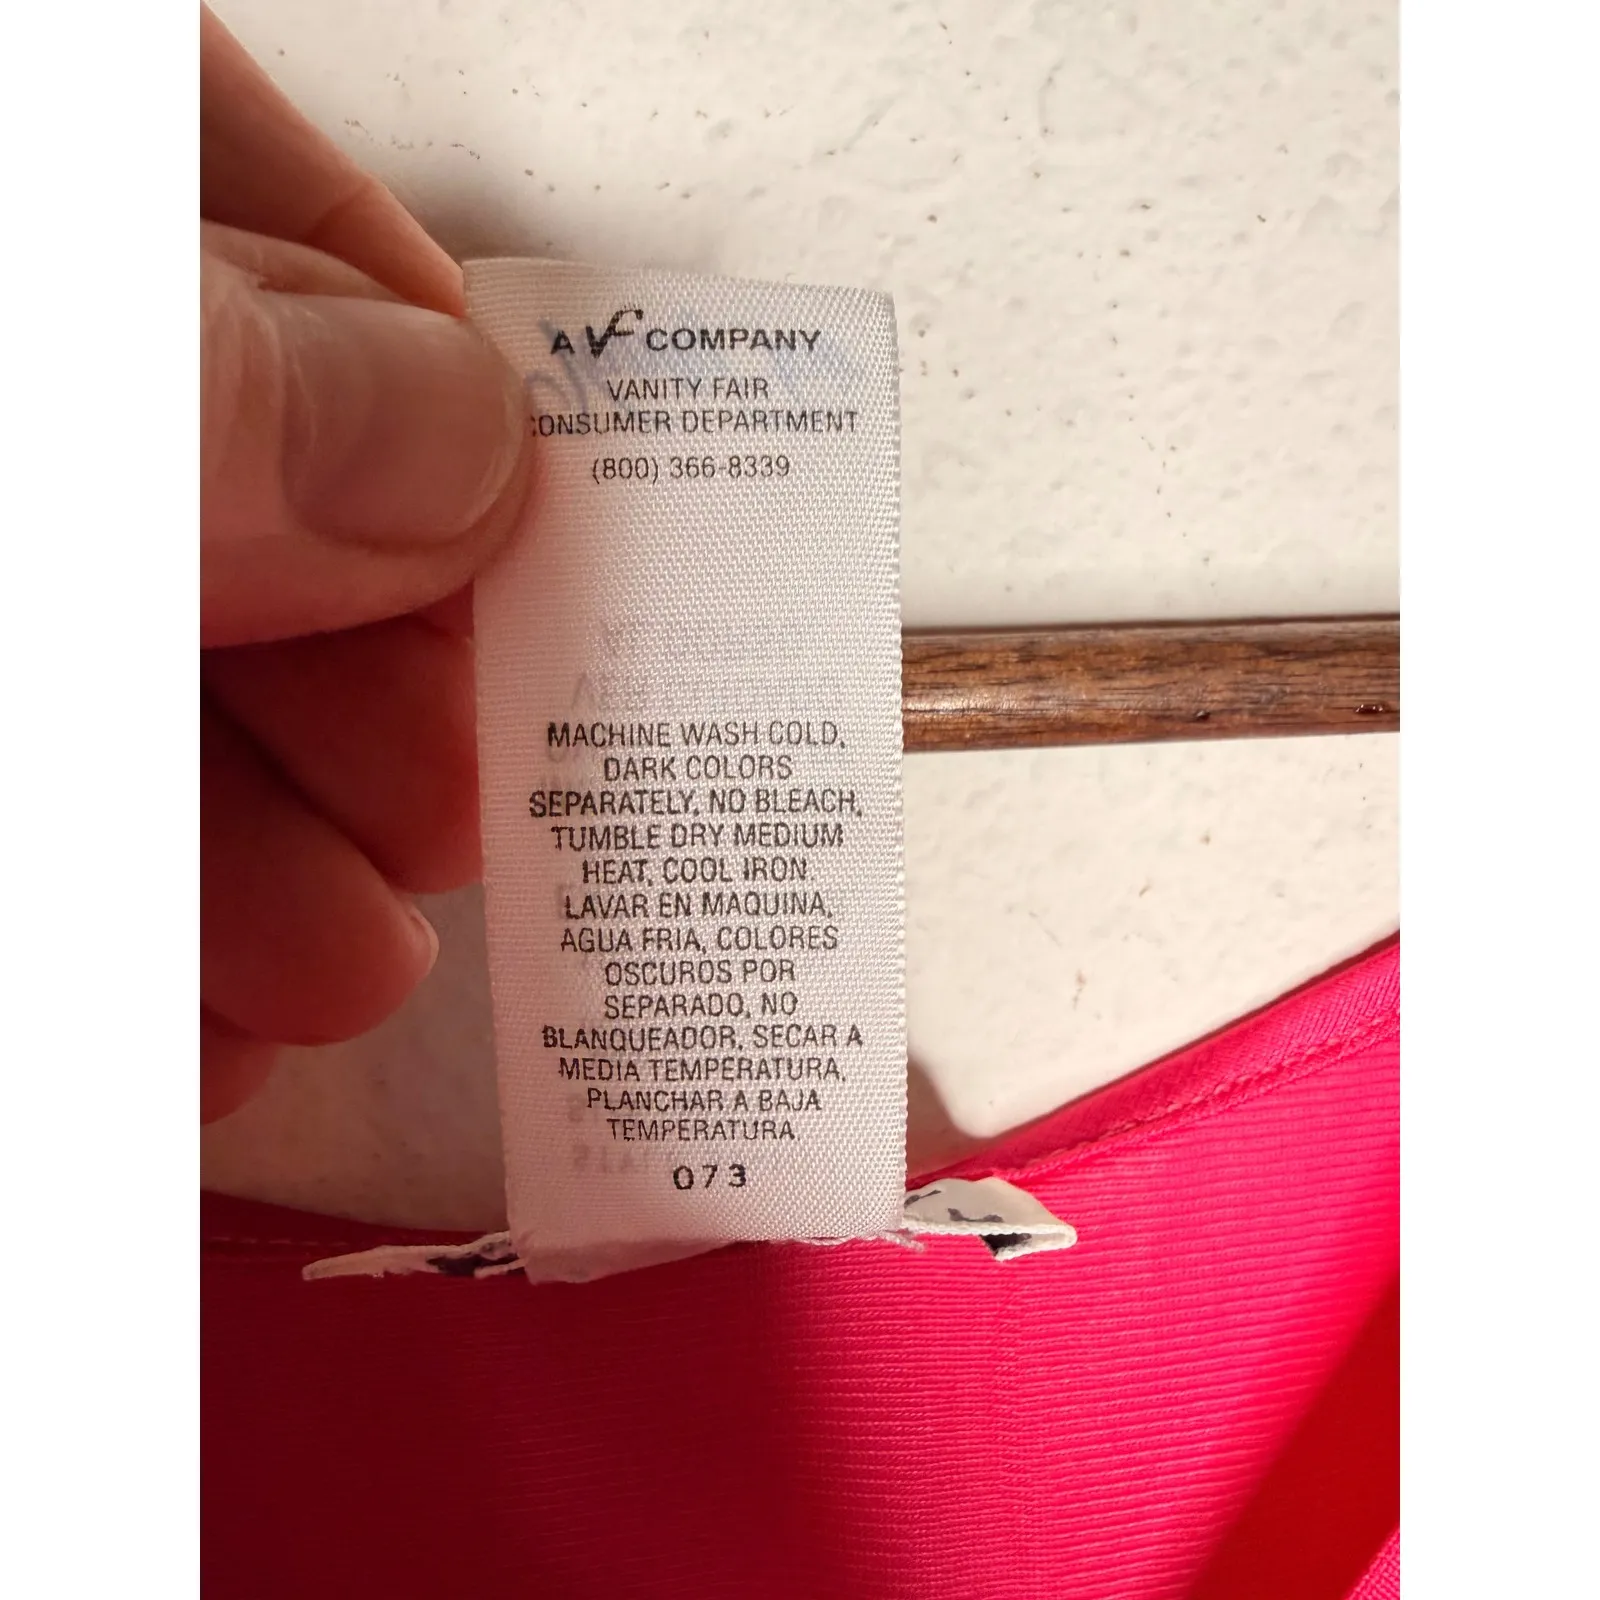 A VF COMPANY
VANITY FAIR
CONSUMER DEPARTMENT
(800) 366-8339
MACHINE WASH COLD,
DARK COLORS
SEPARATELY, NO BLEACH,
TUMBLE DRY MEDIUM
HEAT, COOL IRON.
LAVAR EN MAQUINA,
AGUA FRIA, COLORES
OSCUROS POR
SEPARADO, NO
BLANQUEADOR, SECAR A
MEDIA TEMPERATURA,
PLANCHAR A BAJA
TEMPERATURA.
073